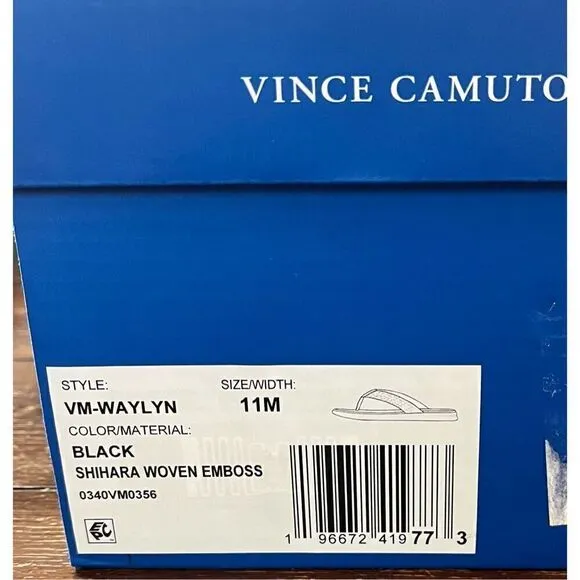 VINCE CAMUTO
STYLE: SIZE/WIDTH:
VM-WAYLYN 11M
COLOR/MATERIAL:
BLACK
SHIHARA WOVEN EMBOSS
0340VM0356
1 96672 41977 3